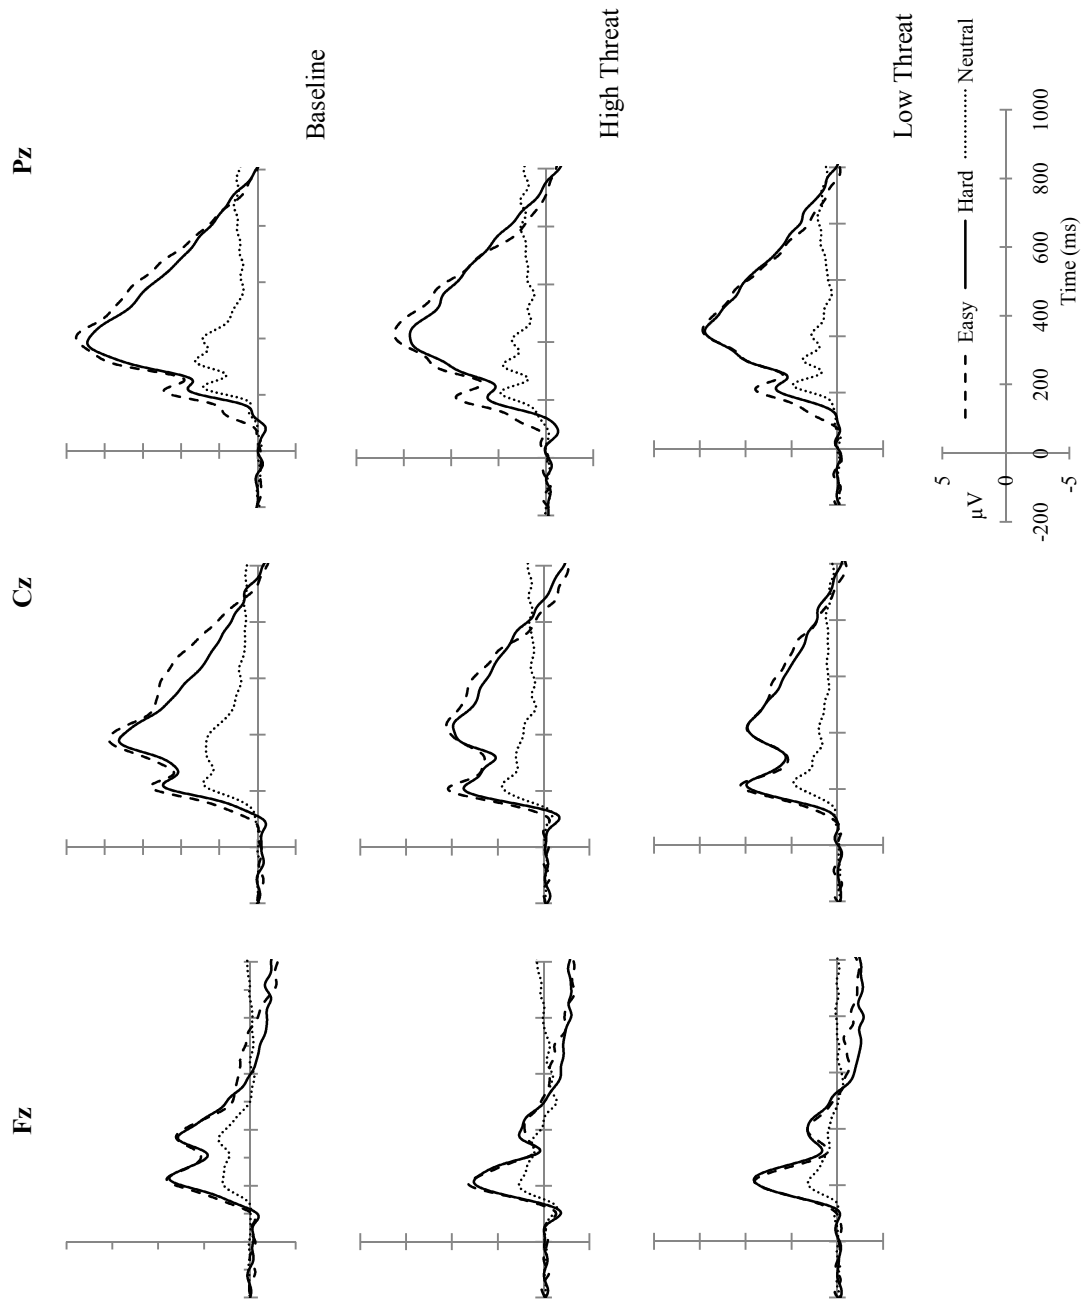 Fz Cz Pz
Baseline
High Threat
Low Threat
Easy Hard Neutral
5
µV
0
-5
-200 0 200 400 600 800 1000
Time (ms)